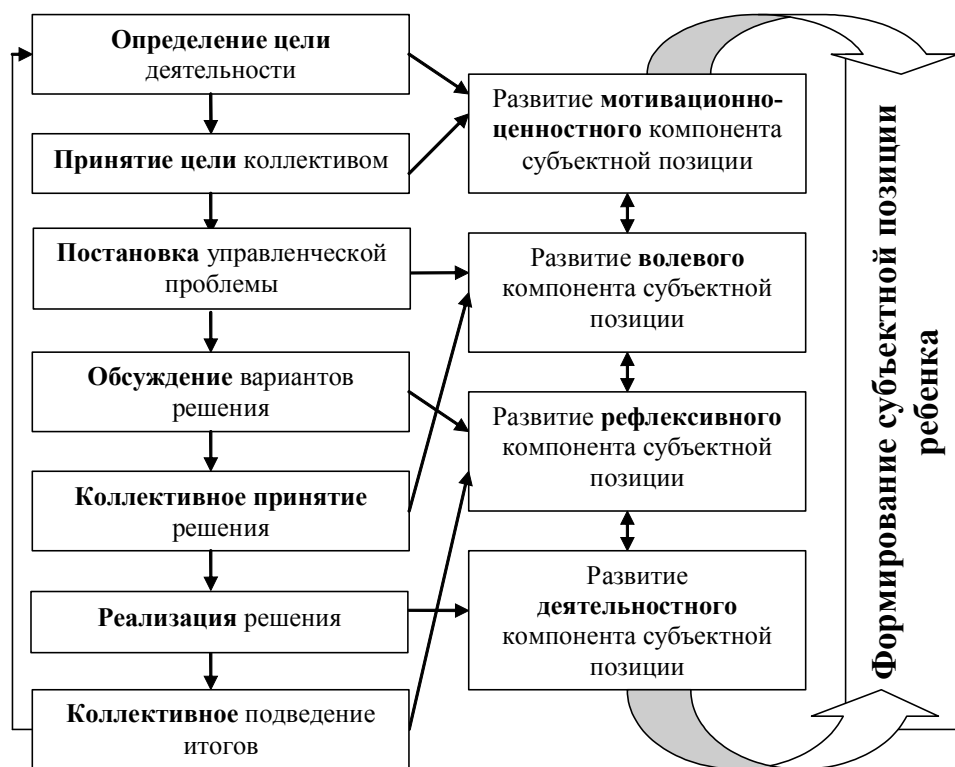 Определение цели
деятельности
Принятие цели коллективом
Постановка управленческой
проблемы
Обсуждение вариантов
решения
Коллективное принятие
решения
Реализация решения
Коллективное подведение
итогов
Развитие мотивационно-
ценностного компонента
субъектной позиции
Развитие волевого
компонента субъектной
позиции
Развитие рефлексивного
компонента субъектной
позиции
Развитие
деятельностного
компонента субъектной
позиции
Формирование субъектной позиции
ребенка